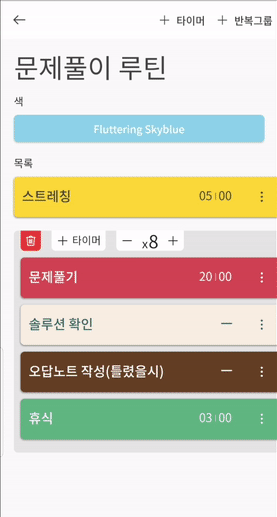 + 타이머 + 반복그룹
문제풀이 루틴
색
Fluttering Skyblue
목록
스트레칭 05:00
+ 타이머 − x8 +
문제풀기 20:00
솔루션 확인 —
오답노트 작성(틀렸을시) —
휴식 03:00